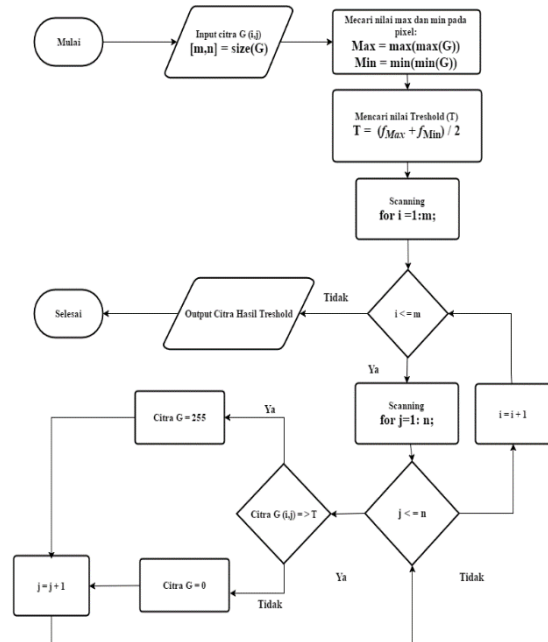 Mulai
Input citra G (i,j)
[m,n] = size(G)
Mecari nilai max dan min pada
pixel:
Max = max(max(G))
Min = min(min(G))
Mencari nilai Treshold (T)
T = (fMax + fMin) / 2
Scanning
for i =1:m;
i < = m
Tidak
Output Citra Hasil Treshold
Selesai
Ya
Scanning
for j=1: n;
i = i + 1
j < = n
Tidak
Ya
Citra G (i,j) = > T
Ya
Citra G = 255
Tidak
Citra G = 0
j = j + 1